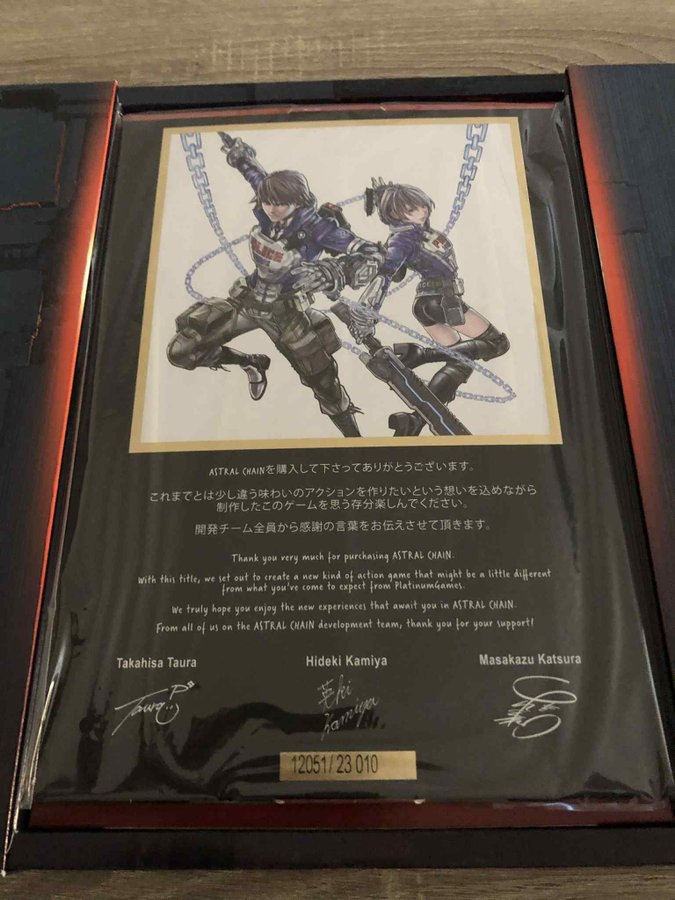 POLICE
ASTRAL CHAINを購入して下さってありがとうございます。
これまでとは少し違う味わいのアクションを作りたいという想いを込めながら
制作したこのゲームを思う存分楽しんでください。
開発チーム全員から感謝の言葉をお伝えさせて頂きます。
Thank you very much for purchasing ASTRAL CHAIN.
With this title, we set out to create a new kind of action game that might be a little different
from what you've come to expect from PlatinumGames.
We truly hope you enjoy the new experiences that await you in ASTRAL CHAIN.
From all of us on the ASTRAL CHAIN development team, thank you for your support!
Takahisa Taura Hideki Kamiya Masakazu Katsura
英ki
Kamiya
12051/23 010